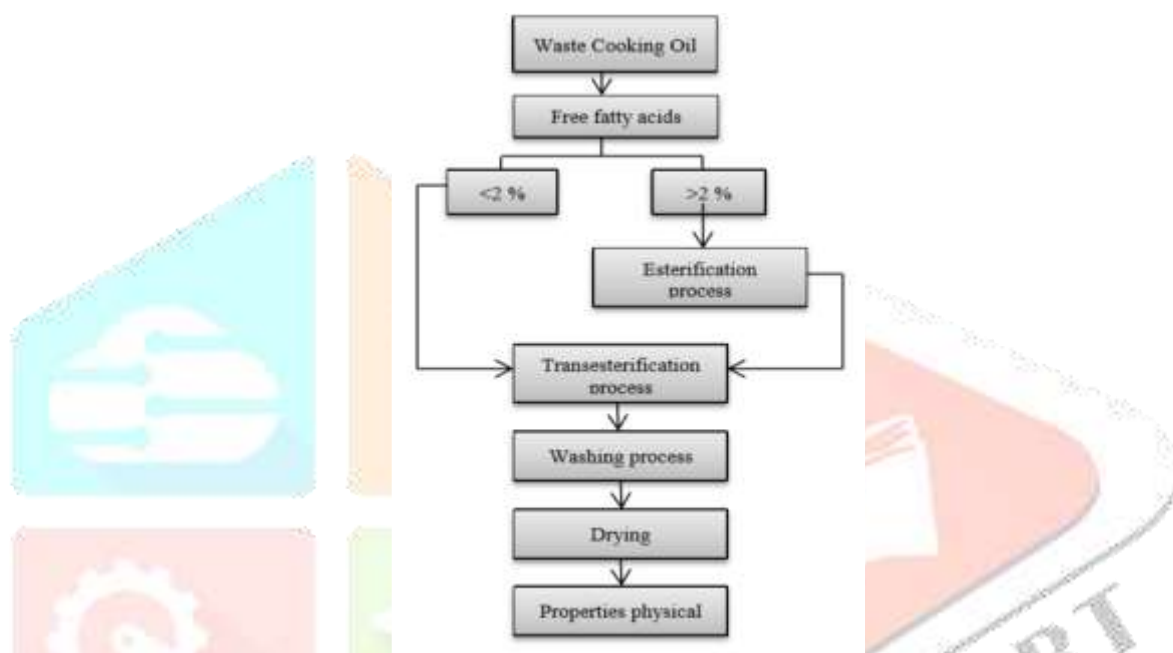 Waste Cooking Oil
Free fatty acids
<2 %
>2 %
Esterification
process
Transesterification
process
Washing process
Drying
Properties physical